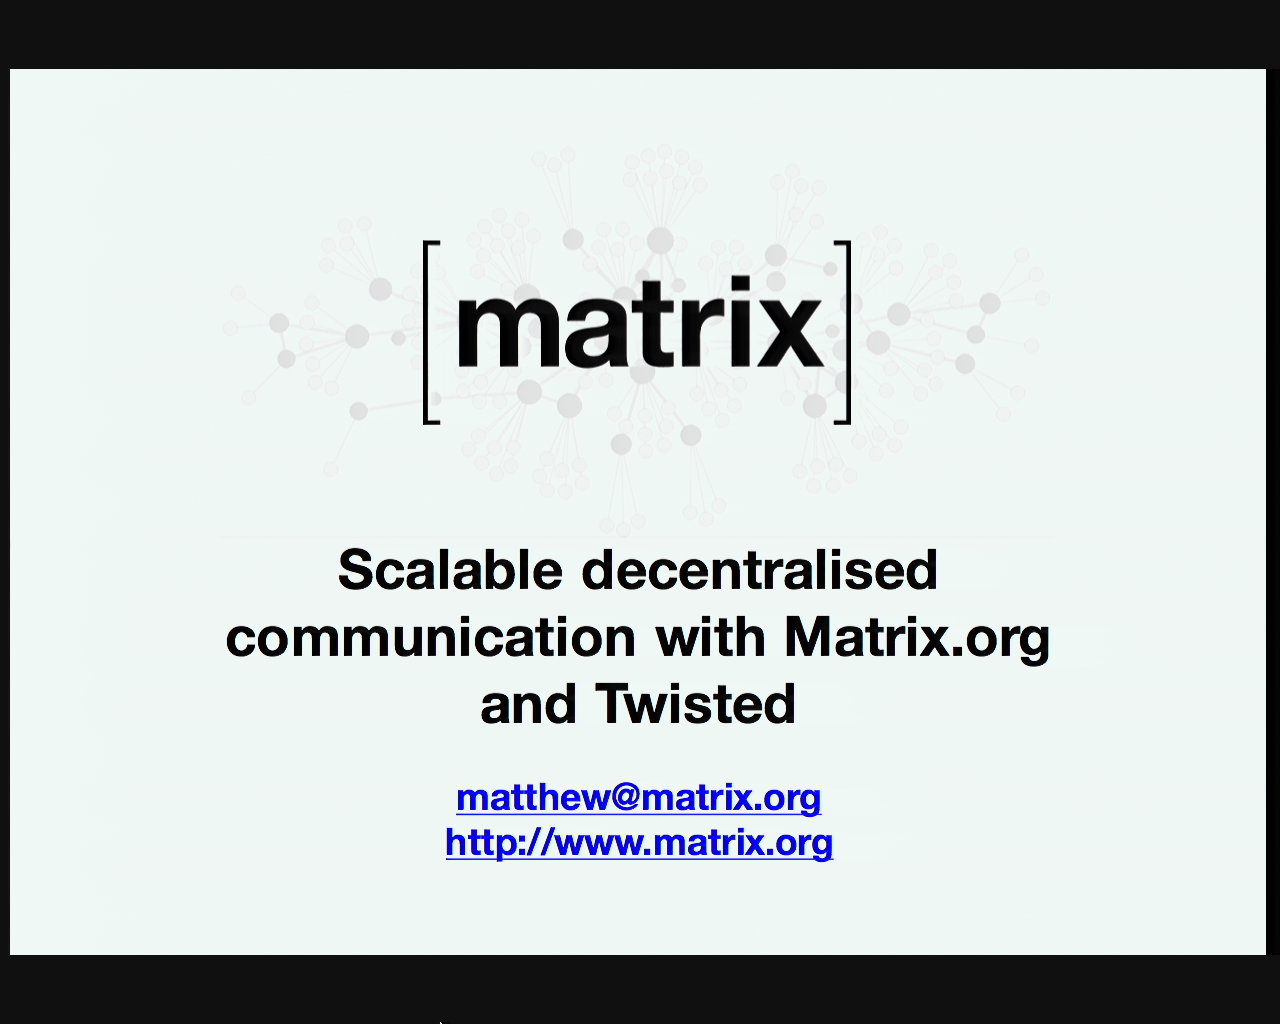 [matrix]
Scalable decentralised
communication with Matrix.org
and Twisted
matthew@matrix.org
http://www.matrix.org